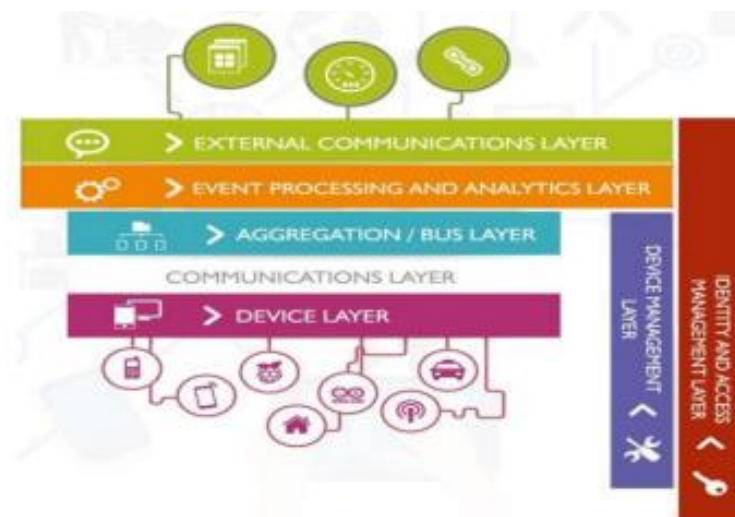 EXTERNAL COMMUNICATIONS LAYER
EVENT PROCESSING AND ANALYTICS LAYER
AGGREGATION / BUS LAYER
COMMUNICATIONS LAYER
DEVICE LAYER
DEVICE MANAGEMENT
LAYER
IDENTITY AND ACCESS
MANAGEMENT LAYER